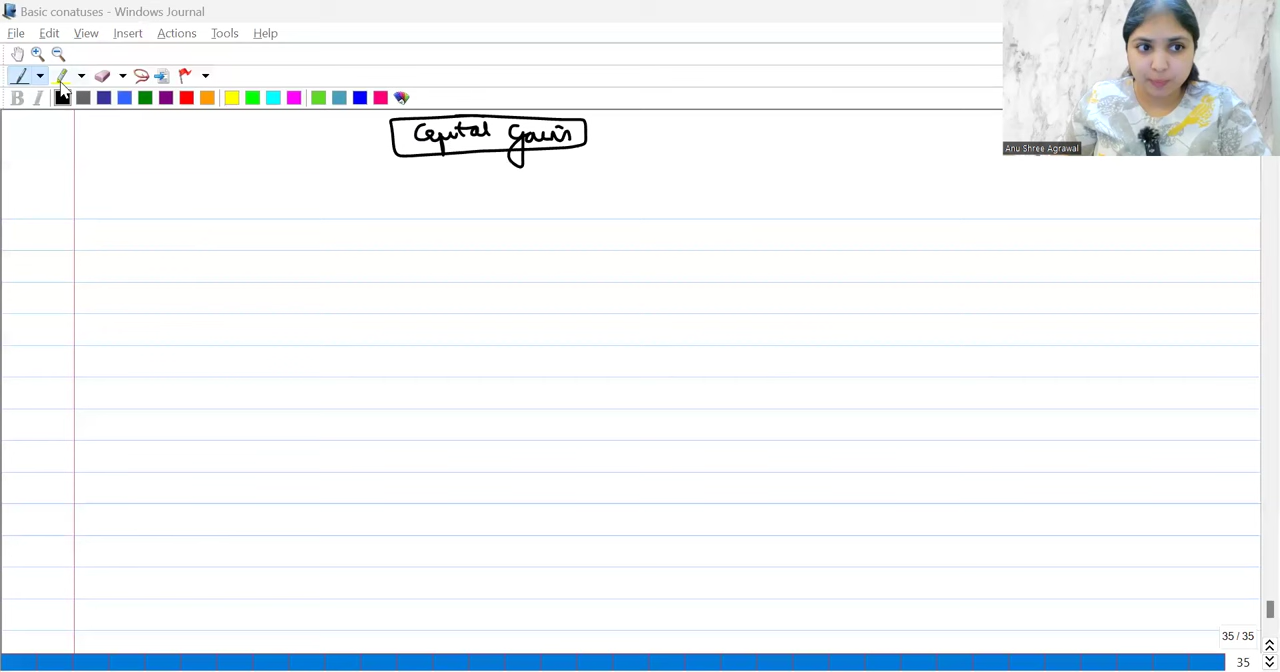 Basic conatuses - Windows Journal
File Edit View Insert Actions Tools Help
B I
Capital Gain
Anu Shree Agrawal
35 / 35
35